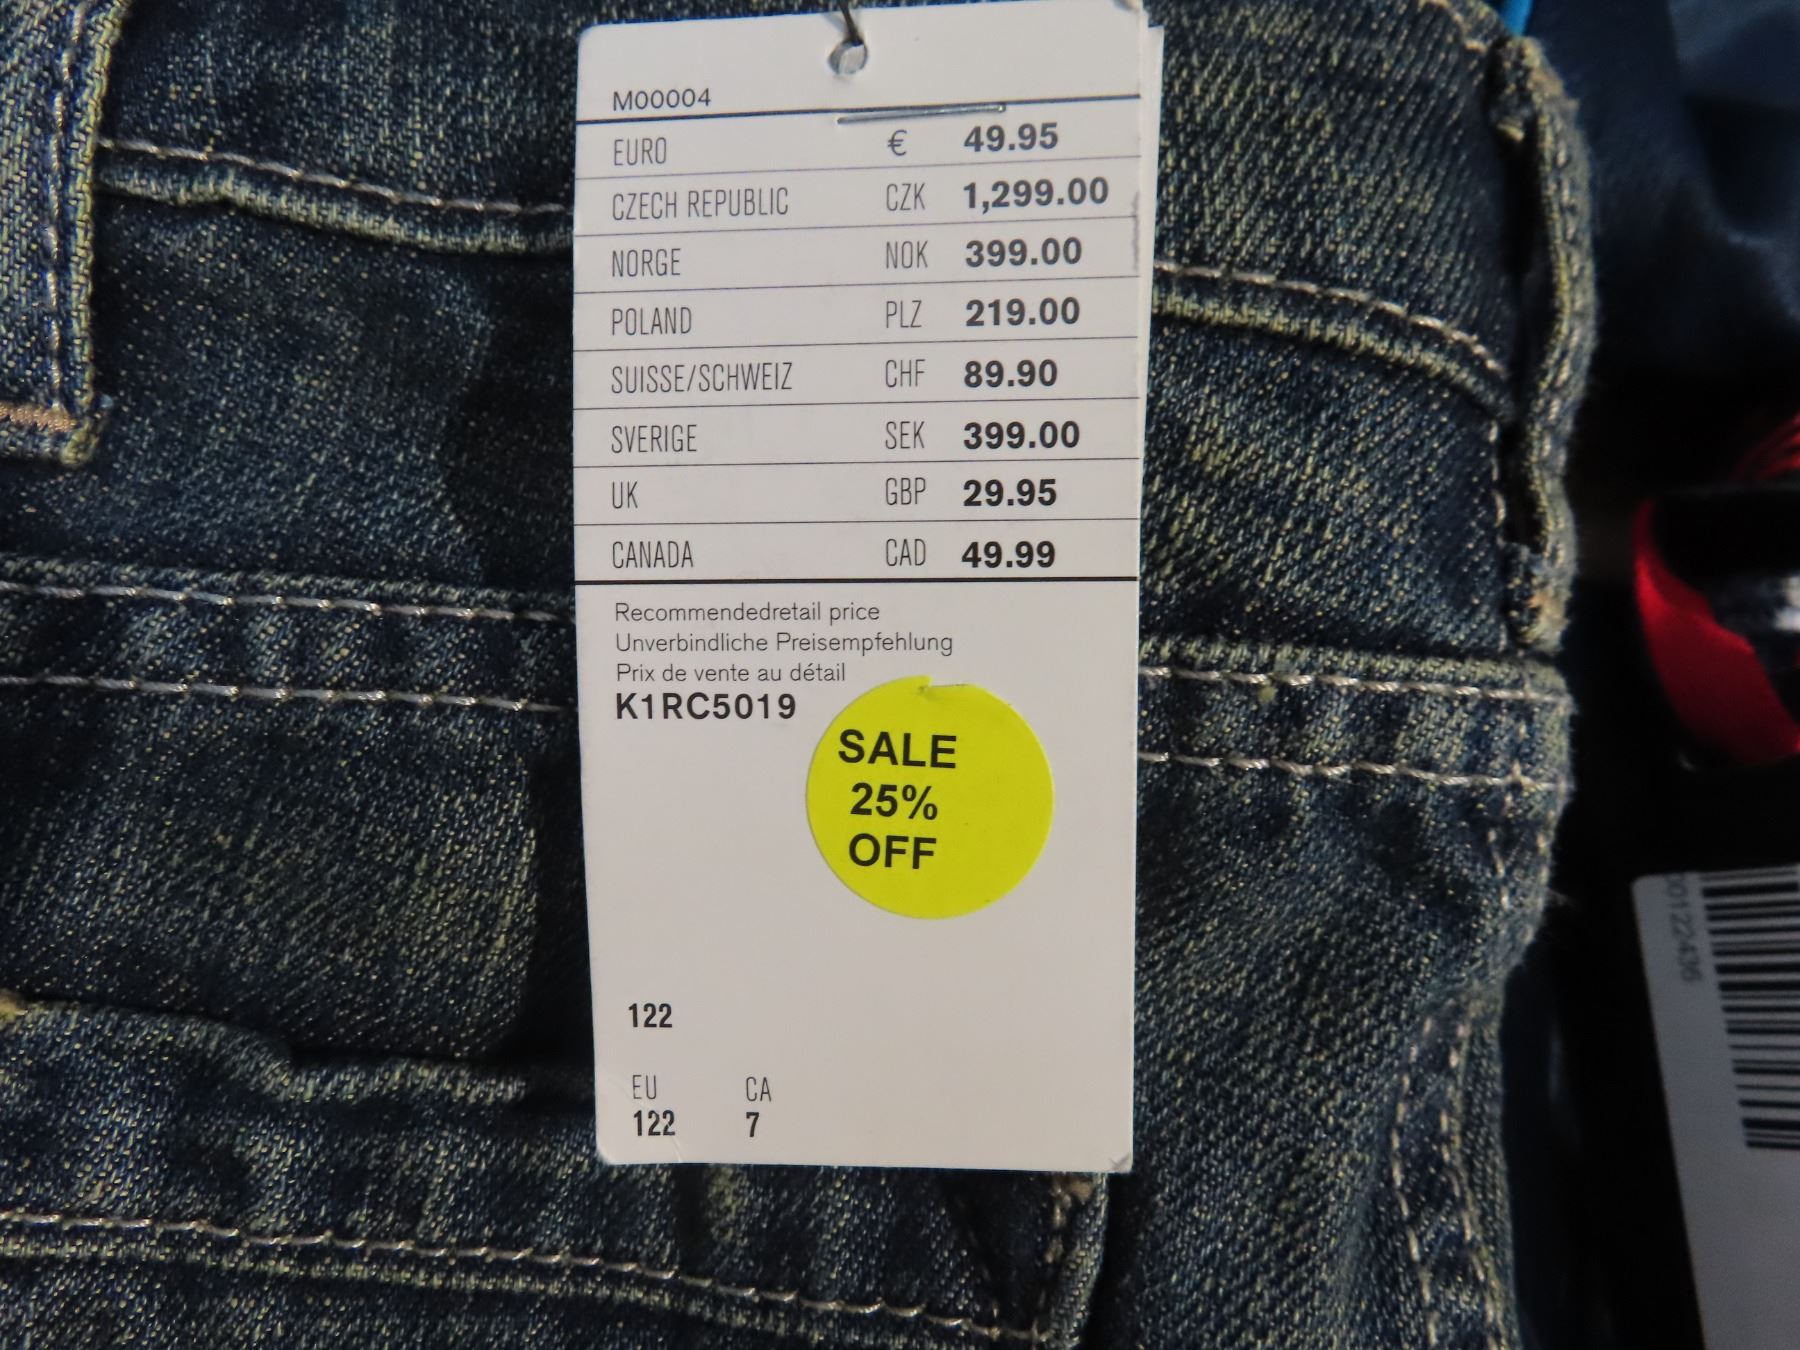 M00004
EURO € 49.95
CZECH REPUBLIC CZK 1,299.00
NORGE NOK 399.00
POLAND PLZ 219.00
SUISSE/SCHWEIZ CHF 89.90
SVERIGE SEK 399.00
UK GBP 29.95
CANADA CAD 49.99
Recommendedretail price
Unverbindliche Preisempfehlung
Prix de vente au détail
K1RC5019
SALE
25%
OFF
122
EU CA
122 7